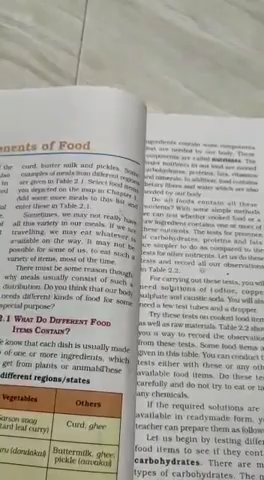 nents of Food
curd, butter milk and pickles. Some
examples of meals from different regions
are given in Table 2.1. Select food items
you depicted on the map in Chapter 1.
Add some more meals to this list and
enter these in Table 2.1.
Sometimes, we may not really have
all this variety in our meals. If we are
travelling, we may eat whatever is
available on the way. It may not be
possible for some of us, to eat such a
variety of items, most of the time.
There must be some reason though,
why meals usually consist of such a
distribution. Do you think that our body
needs different kinds of food for some
special purpose?
2.1 WHAT DO DIFFERENT FOOD
ITEMS CONTAIN?
know that each dish is usually made
of one or more ingredients, which
get from plants or animals. These
different regions/states
Vegetables
Others
Sarson saag
tard leaf curry)
Curd, ghee
(dondakai)
Buttermilk, ghee,
pickle (aavakai)
ingredients contain some components
that are needed by our body. These
components are called nutrients. The
major nutrients in our food are named
carbohydrates, proteins, fats, vitamins
and minerals. In addition, food contains
dietary fibres and water which are also
needed by our body.
Do all foods contain all these
nutrients? With some simple methods
we can test whether cooked food or a
raw ingredient contains one or more of
these nutrients. The tests for presence
of carbohydrates, proteins and fats
are simpler to do as compared to the
tests for other nutrients. Let us do these
tests and record all our observations
in Table 2.2.
For carrying out these tests, you will
need solutions of iodine, copper
sulphate and caustic soda. You will also
need a few test tubes and a dropper.
Try these tests on cooked food items
as well as raw materials. Table 2.2 shows
you a way to record the observations
from these tests. Some food items are
given in this table. You can conduct the
tests either with these or any other
available food items. Do these tests
carefully and do not try to eat or taste
any chemicals.
If the required solutions are not
available in readymade form, your
teacher can prepare them as follows
Let us begin by testing different
food items to see if they contain
carbohydrates. There are many
types of carbohydrates. The